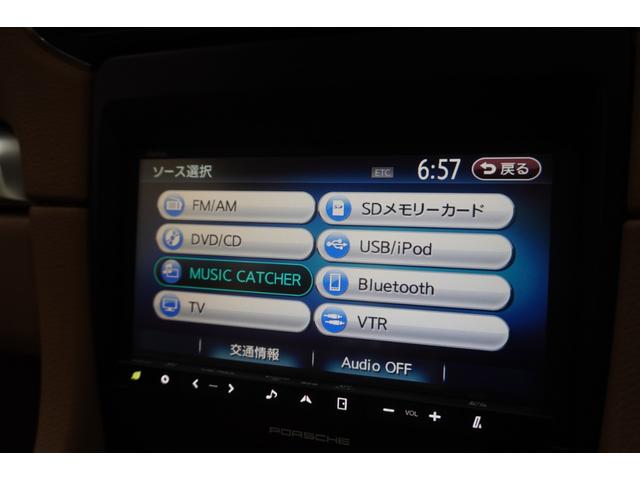 ソース選択
ETC
6:57
戻る
FM/AM
SDメモリーカード
DVD/CD
USB/iPod
MUSIC CATCHER
Bluetooth
TV
VTR
交通情報
Audio OFF
VOL
PORSCHE